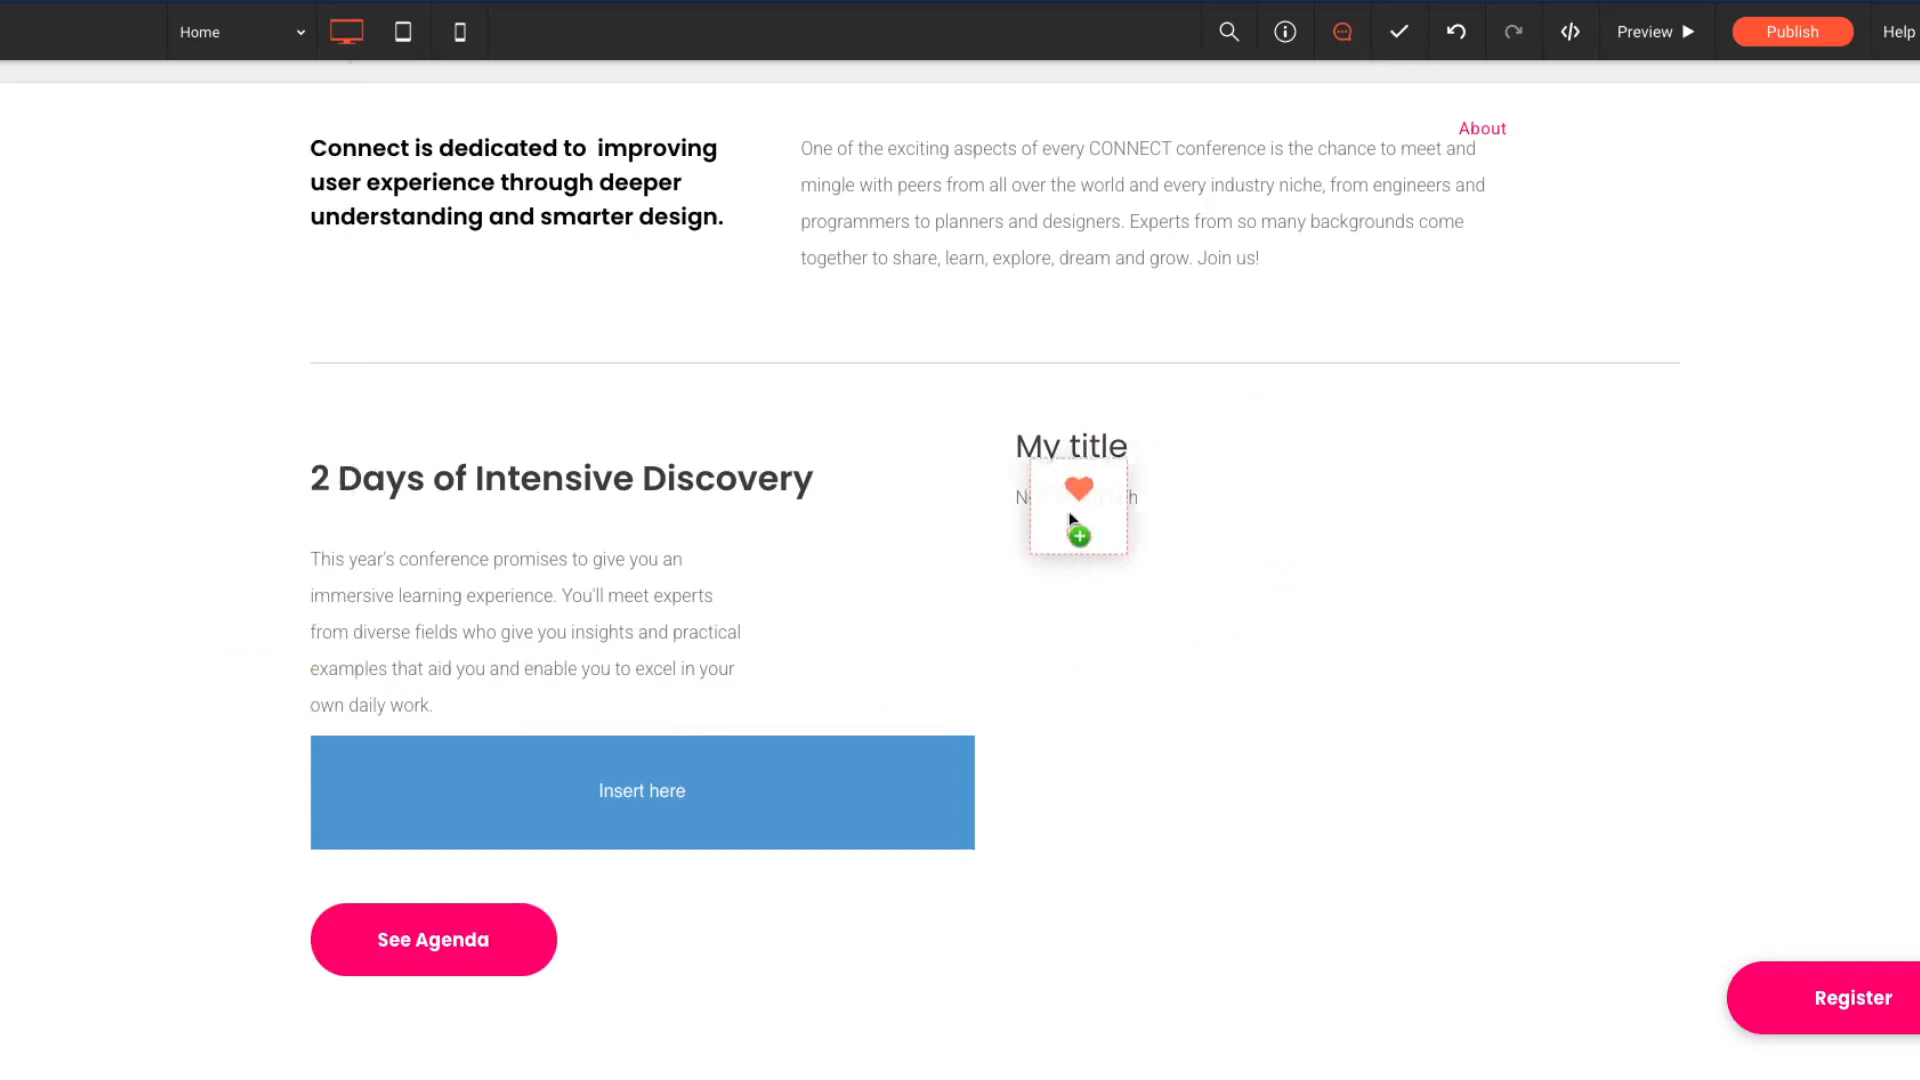 Home
Preview
Publish
Help
About
Connect is dedicated to  improving
user experience through deeper
understanding and smarter design.
One of the exciting aspects of every CONNECT conference is the chance to meet and
mingle with peers from all over the world and every industry niche, from engineers and
programmers to planners and designers. Experts from so many backgrounds come
together to share, learn, explore, dream and grow. Join us!
My title
2 Days of Intensive Discovery
This year's conference promises to give you an
immersive learning experience. You'll meet experts
from diverse fields who give you insights and practical
examples that aid you and enable you to excel in your
own daily work.
Insert here
See Agenda
Register